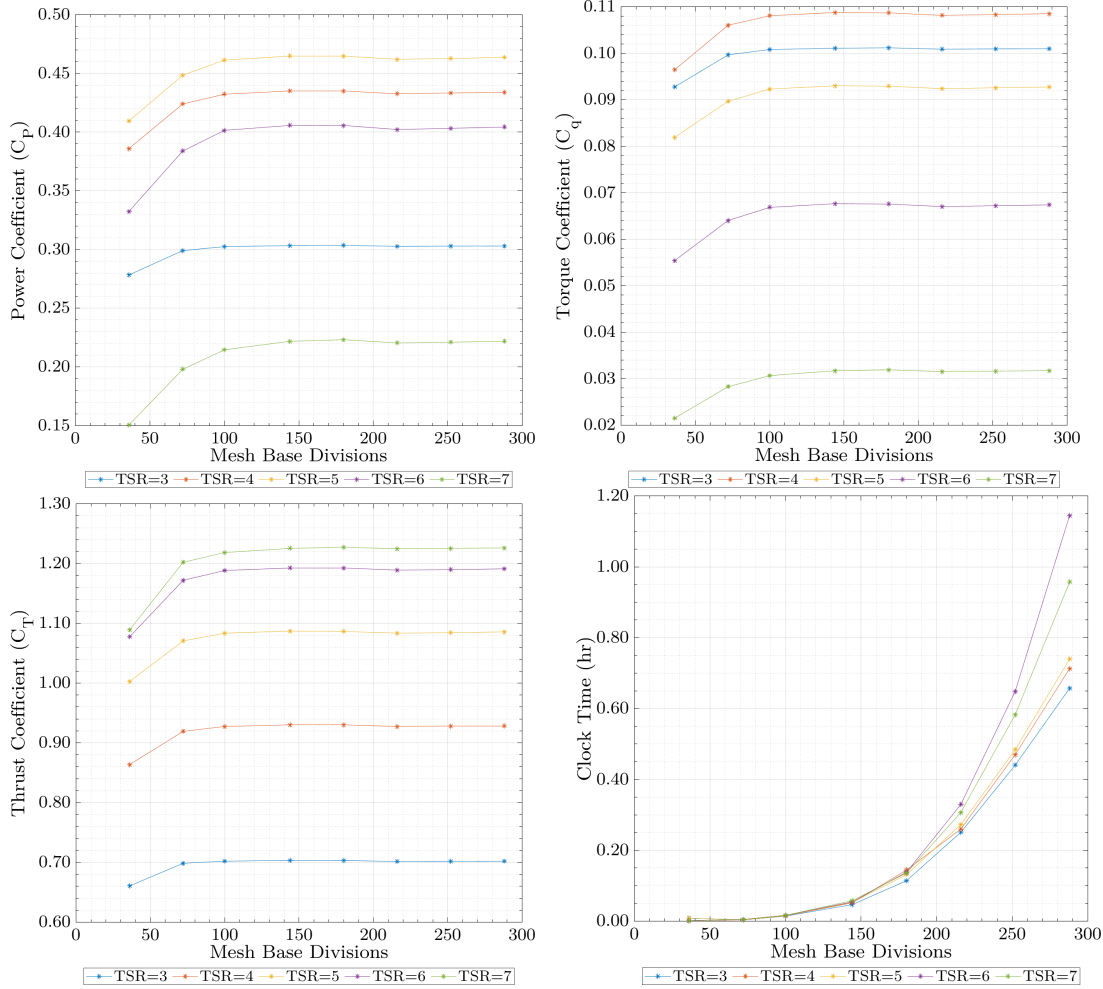 0.50
0.45
0.40
0.35
0.30
0.25
0.20
0.15
Power Coefficient (C_P)
0 50 100 150 200 250 300
Mesh Base Divisions
TSR=3 TSR=4 TSR=5 TSR=6 TSR=7
0.11
0.10
0.09
0.08
0.07
0.06
0.05
0.04
0.03
0.02
Torque Coefficient (C_q)
0 50 100 150 200 250 300
Mesh Base Divisions
TSR=3 TSR=4 TSR=5 TSR=6 TSR=7
1.30
1.20
1.10
1.00
0.90
0.80
0.70
0.60
Thrust Coefficient (C_T)
0 50 100 150 200 250 300
Mesh Base Divisions
TSR=3 TSR=4 TSR=5 TSR=6 TSR=7
1.20
1.00
0.80
0.60
0.40
0.20
0.00
Clock Time (hr)
0 50 100 150 200 250 300
Mesh Base Divisions
TSR=3 TSR=4 TSR=5 TSR=6 TSR=7